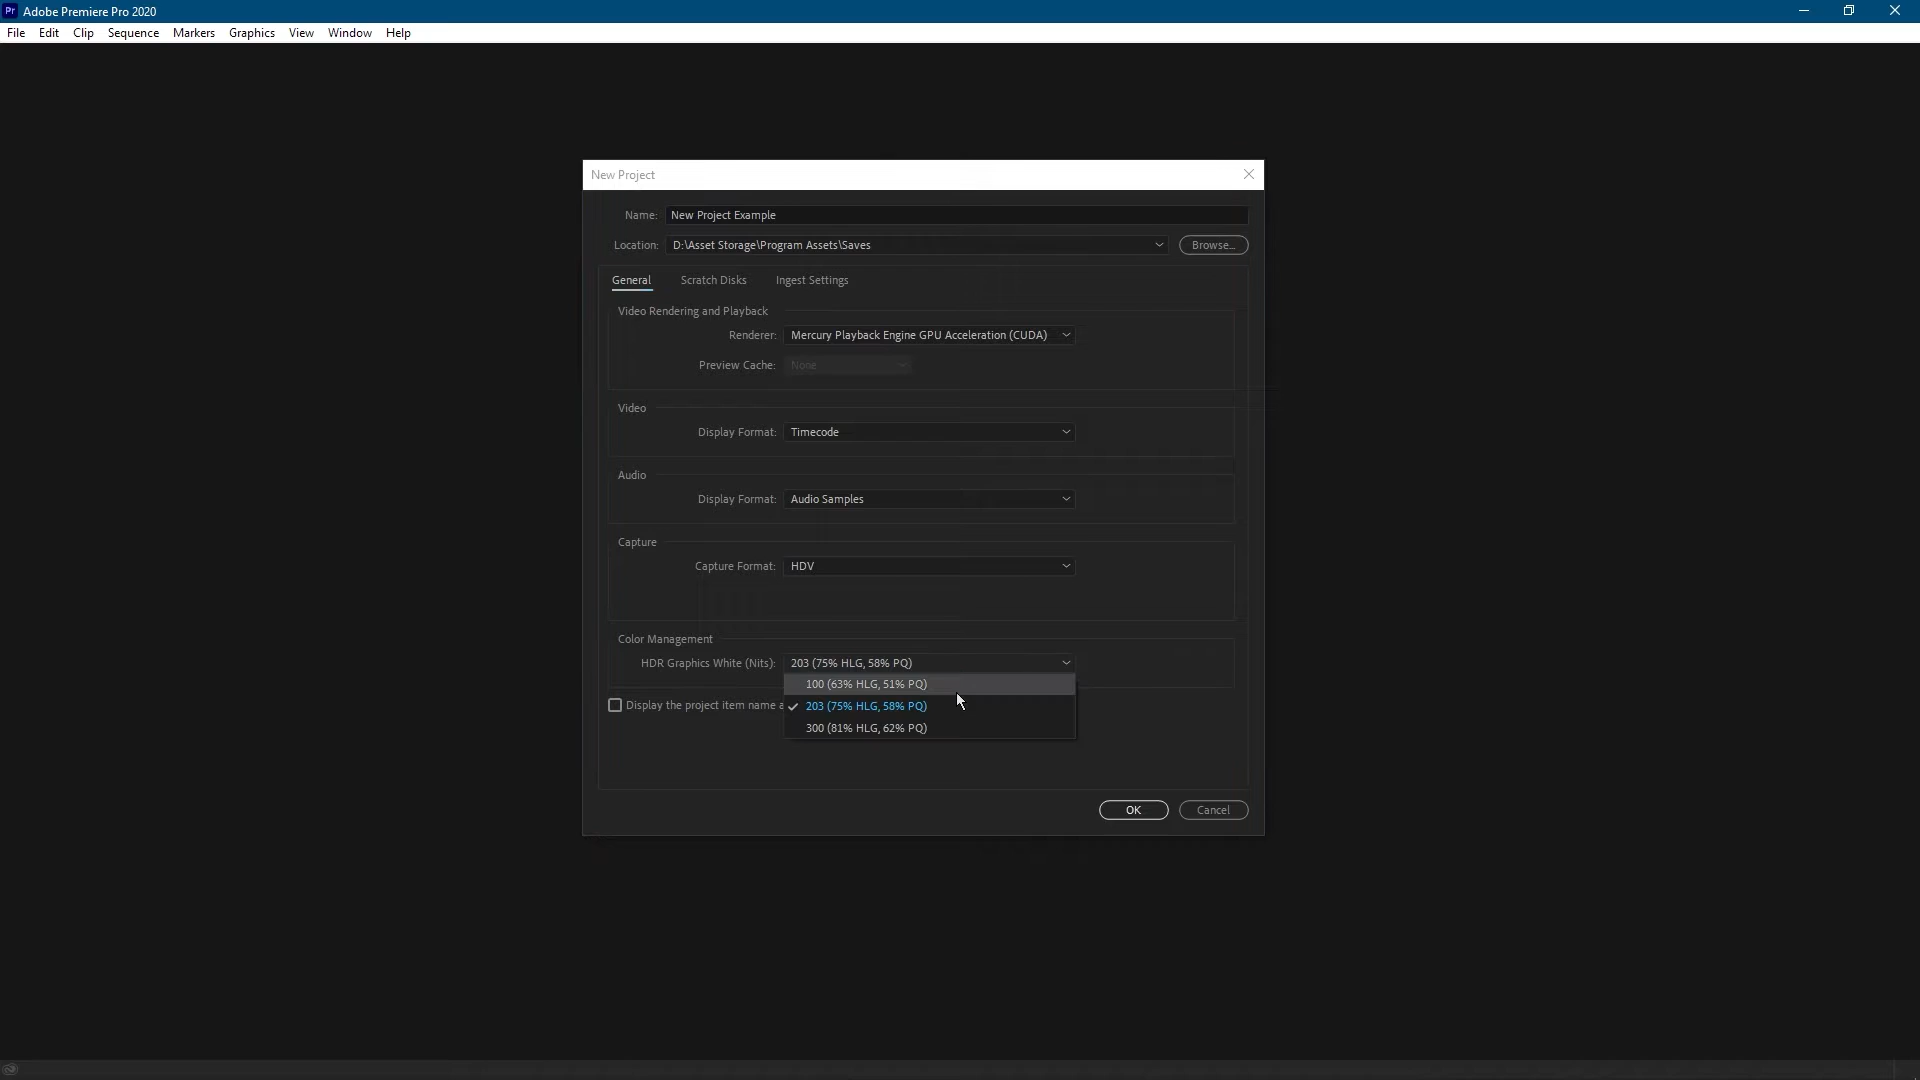 Pr Adobe Premiere Pro 2020
File Edit Clip Sequence Markers Graphics View Window Help
New Project
Name: New Project Example
Location: D:\Asset Storage\Program Assets\Saves Browse...
General Scratch Disks Ingest Settings
Video Rendering and Playback
Renderer: Mercury Playback Engine GPU Acceleration (CUDA)
Preview Cache: None
Video
Display Format: Timecode
Audio
Display Format: Audio Samples
Capture
Capture Format: HDV
Color Management
HDR Graphics White (Nits): 203 (75% HLG, 58% PQ)
100 (63% HLG, 51% PQ)
Display the project item name a 203 (75% HLG, 58% PQ)
300 (81% HLG, 62% PQ)
OK Cancel